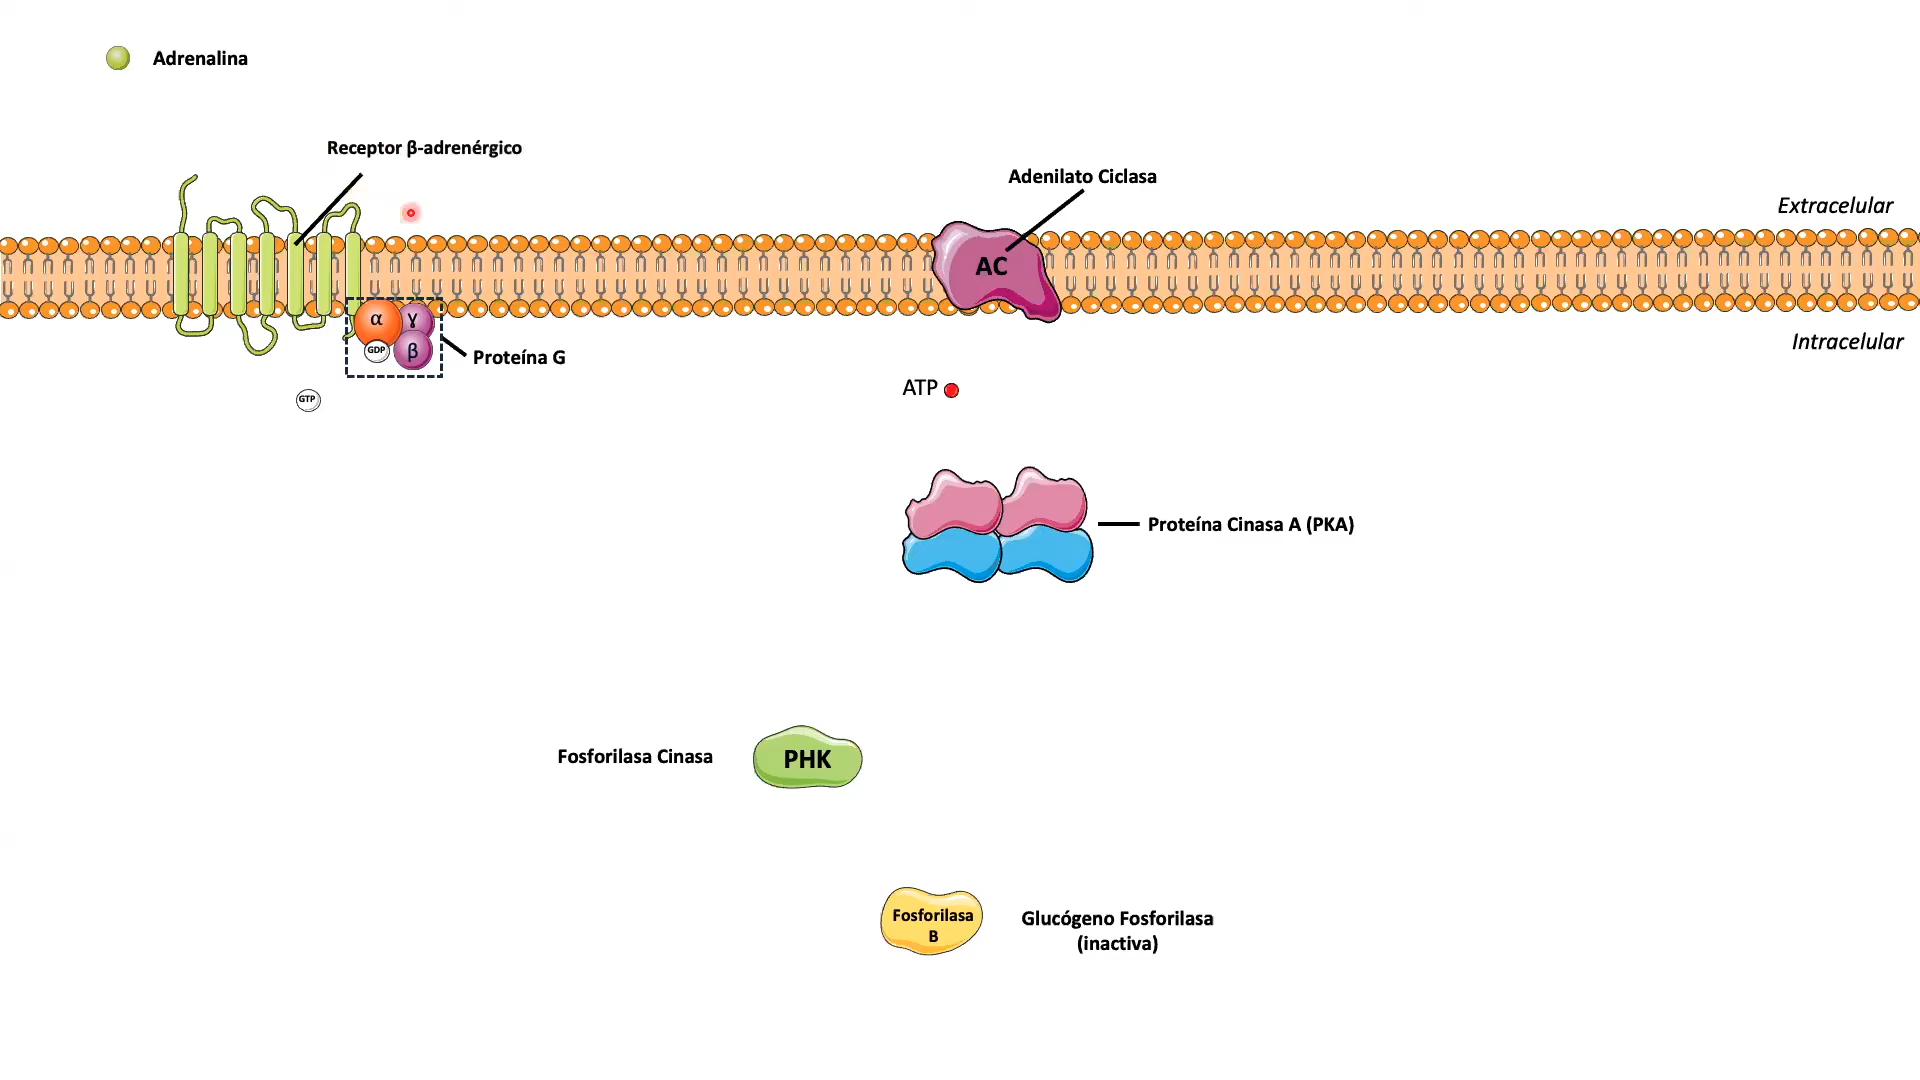 Adrenalina
Receptor β-adrenérgico
Adenilato Ciclasa
Extracelular
AC
α
γ
GDP
β
Proteína G
Intracelular
GTP
ATP
Proteína Cinasa A (PKA)
Fosforilasa Cinasa
PHK
Fosforilasa
B
Glucógeno Fosforilasa
(inactiva)